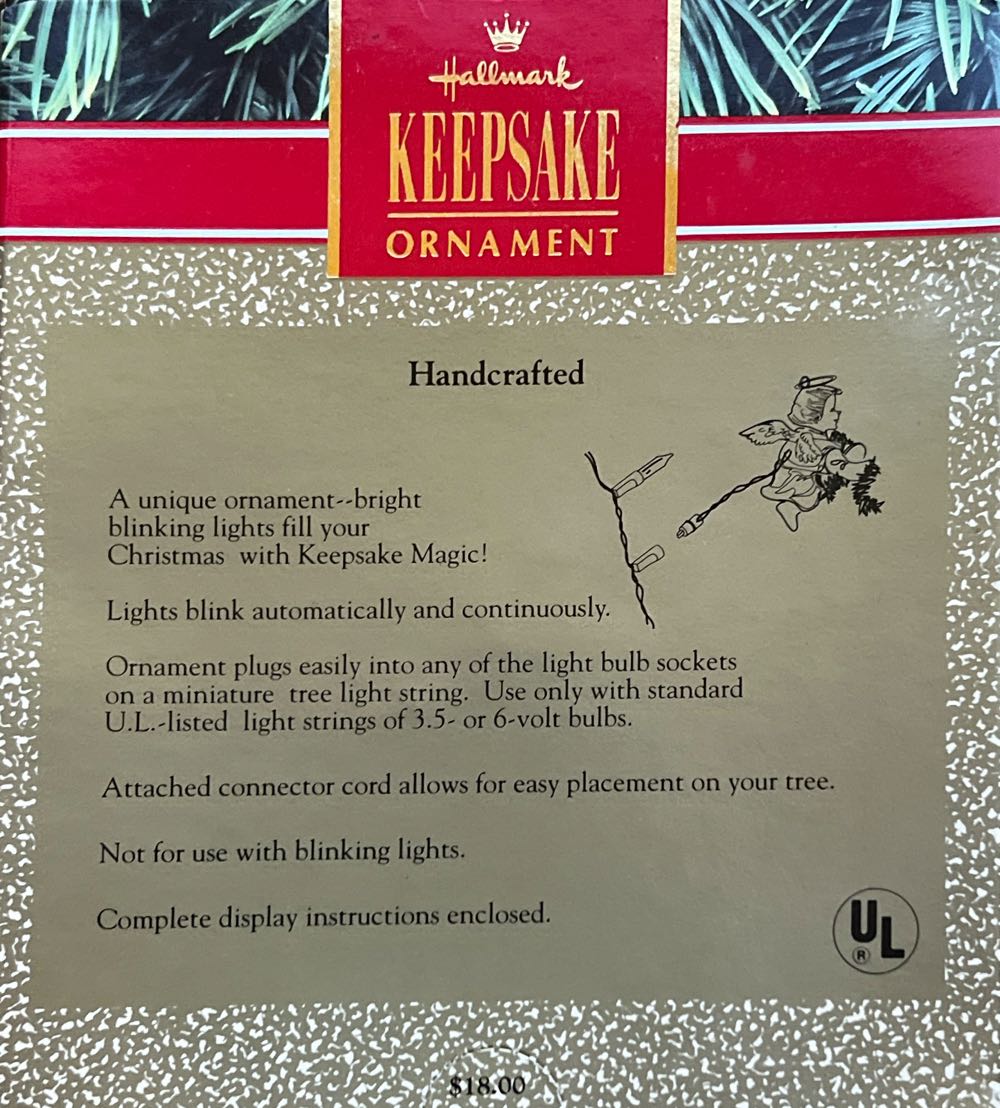 Hallmark
KEEPSAKE
ORNAMENT
Handcrafted
A unique ornament--bright
blinking lights fill your
Christmas with Keepsake Magic!
Lights blink automatically and continuously.
Ornament plugs easily into any of the light bulb sockets
on a miniature tree light string. Use only with standard
U.L.-listed light strings of 3.5- or 6-volt bulbs.
Attached connector cord allows for easy placement on your tree.
Not for use with blinking lights.
Complete display instructions enclosed.
UL
®
$18.00